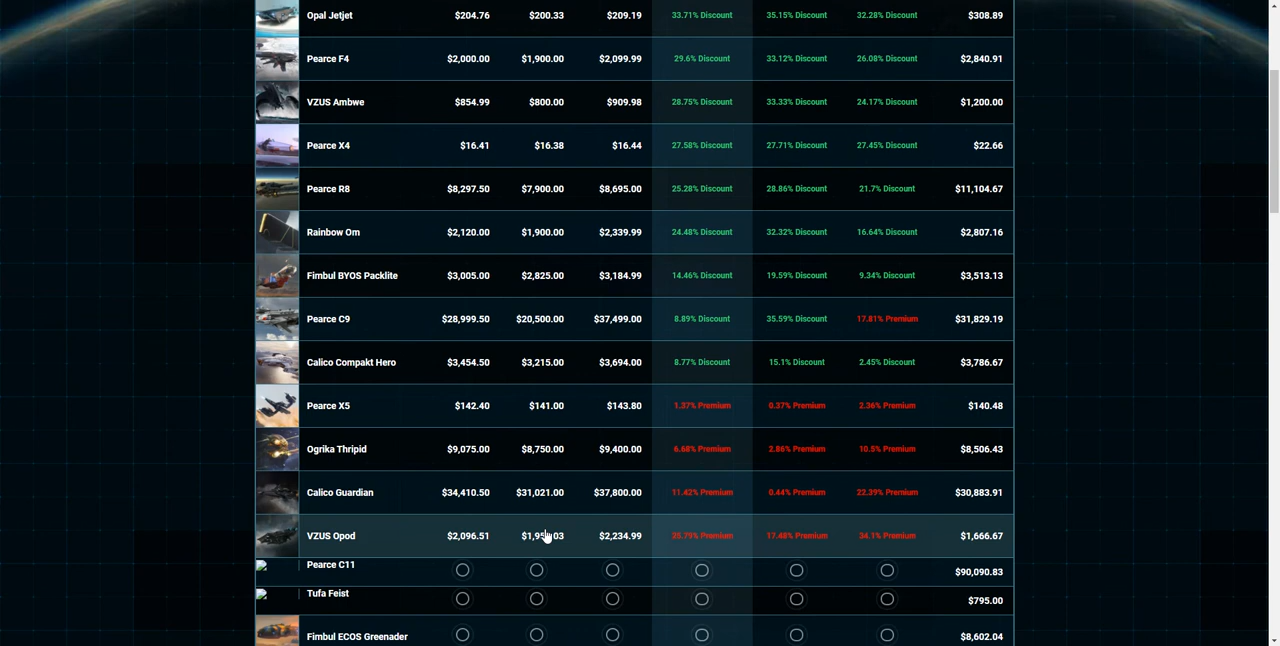 Opal Jetjet $204.76 $200.33 $209.19 33.71% Discount 35.15% Discount 32.28% Discount $308.89
Pearce F4 $2,000.00 $1,900.00 $2,099.99 29.6% Discount 33.12% Discount 26.08% Discount $2,840.91
VZUS Ambwe $854.99 $800.00 $909.98 28.75% Discount 33.33% Discount 24.17% Discount $1,200.00
Pearce X4 $16.41 $16.38 $16.44 27.58% Discount 27.71% Discount 27.45% Discount $22.66
Pearce R8 $8,297.50 $7,900.00 $8,695.00 25.28% Discount 28.86% Discount 21.7% Discount $11,104.67
Rainbow Om $2,120.00 $1,900.00 $2,339.99 24.48% Discount 32.32% Discount 16.64% Discount $2,807.16
Fimbul BYOS Packlite $3,005.00 $2,825.00 $3,184.99 14.46% Discount 19.59% Discount 9.34% Discount $3,513.13
Pearce C9 $28,999.50 $20,500.00 $37,499.00 8.89% Discount 35.59% Discount 17.81% Premium $31,829.19
Calico Compakt Hero $3,454.50 $3,215.00 $3,694.00 8.77% Discount 15.1% Discount 2.45% Discount $3,786.67
Pearce X5 $142.40 $141.00 $143.80 1.37% Premium 0.37% Premium 2.36% Premium $140.48
Ogrika Thripid $9,075.00 $8,750.00 $9,400.00 6.68% Premium 2.86% Premium 10.5% Premium $8,506.43
Calico Guardian $34,410.50 $31,021.00 $37,800.00 11.42% Premium 0.44% Premium 22.39% Premium $30,883.91
VZUS Opod $2,096.51 $2,234.99 25.79% Premium 17.48% Premium 34.1% Premium $1,666.67
Pearce C11 $90,090.83
Tufa Feist $795.00
Fimbul ECOS Greenader $8,602.04